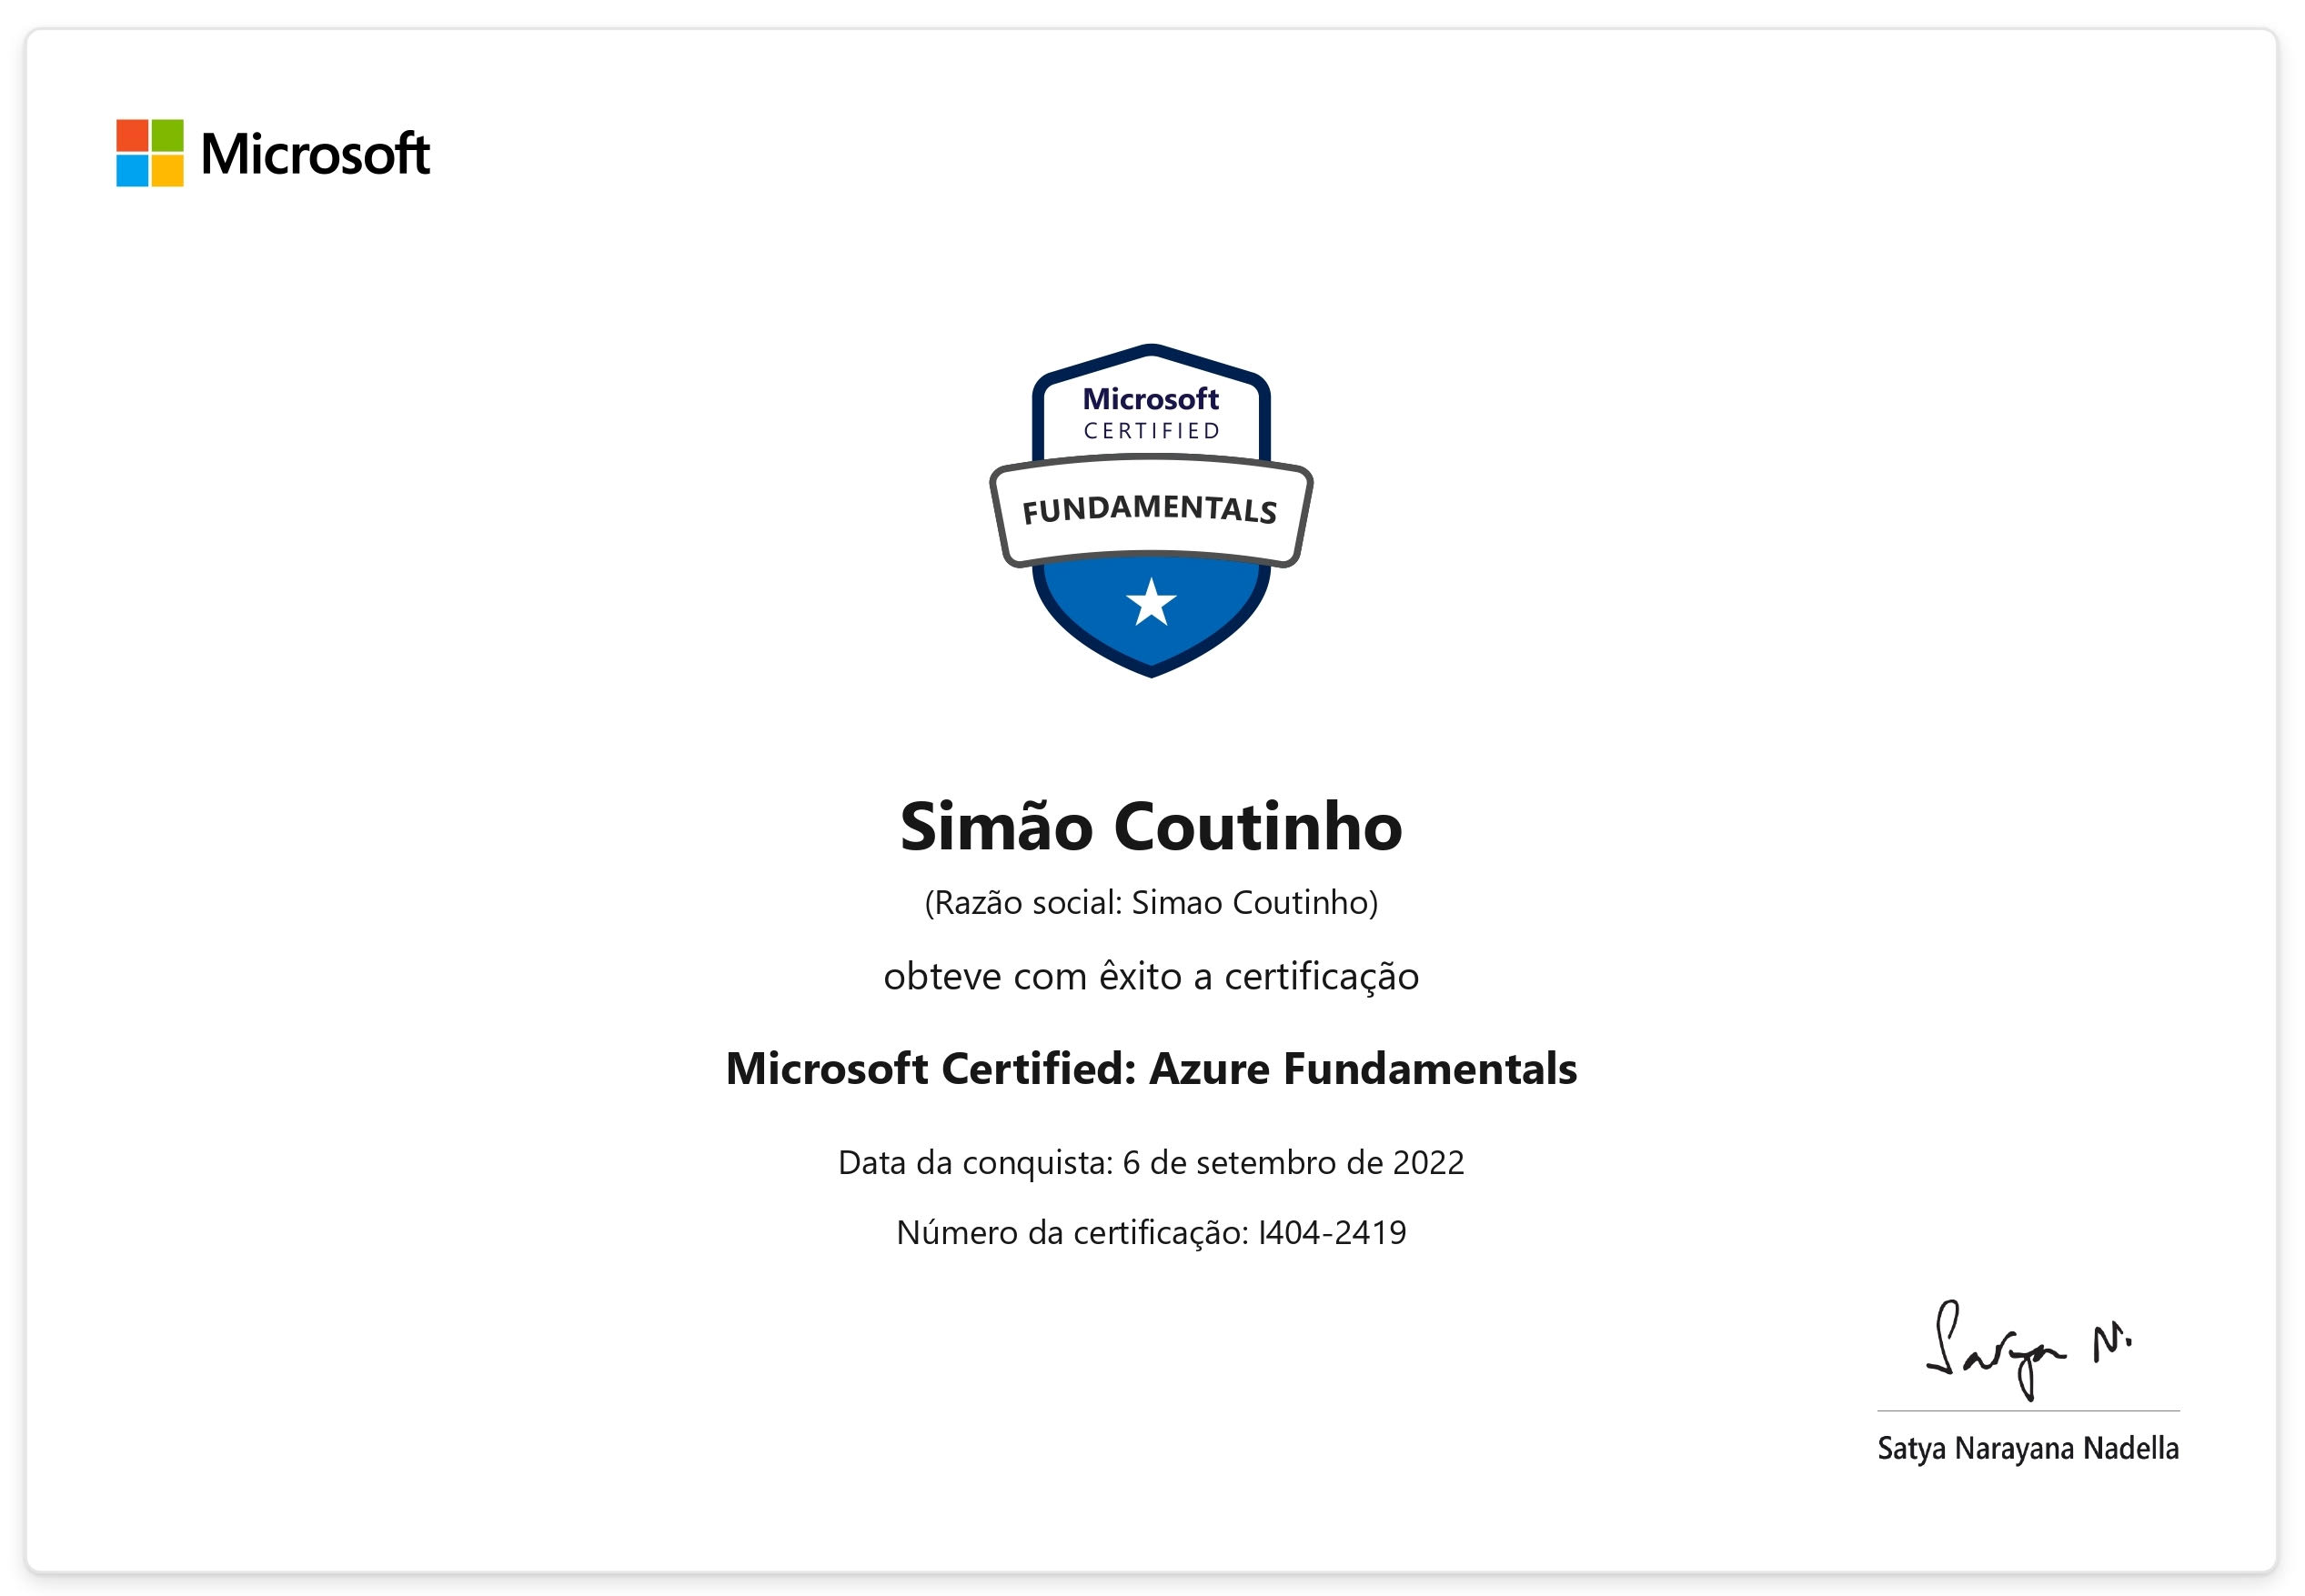 Microsoft
Microsoft
CERTIFIED
FUNDAMENTALS
Simão Coutinho
(Razão social: Simao Coutinho)
obteve com êxito a certificação
Microsoft Certified: Azure Fundamentals
Data da conquista: 6 de setembro de 2022
Número da certificação: I404-2419
Satya N.
Satya Narayana Nadella